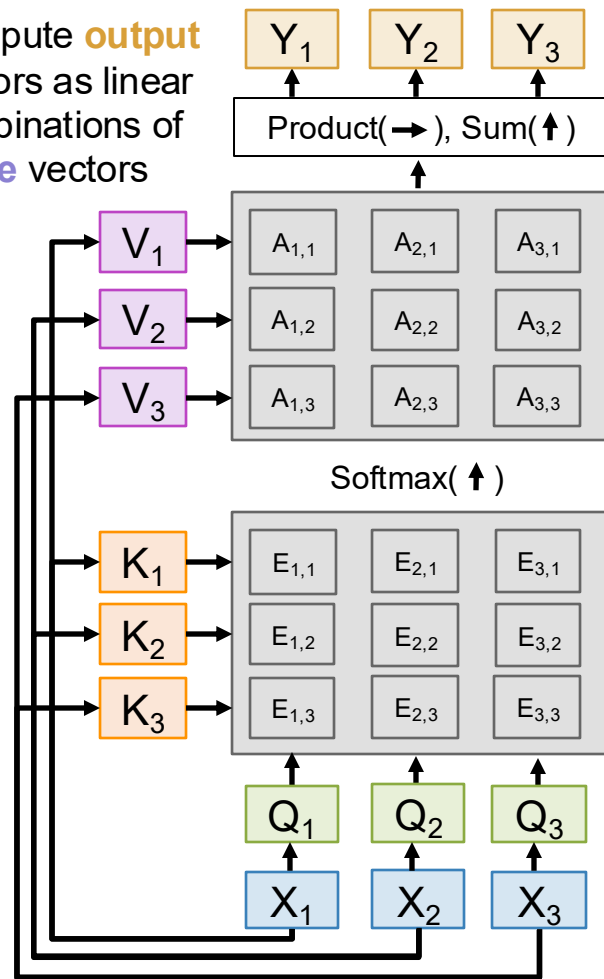 pute output
ors as linear
binations of
e vectors
Y1 Y2 Y3
Product(→), Sum(↑)
V1 A1,1 A2,1 A3,1
V2 A1,2 A2,2 A3,2
V3 A1,3 A2,3 A3,3
Softmax(↑)
K1 E1,1 E2,1 E3,1
K2 E1,2 E2,2 E3,2
K3 E1,3 E2,3 E3,3
Q1 Q2 Q3
X1 X2 X3